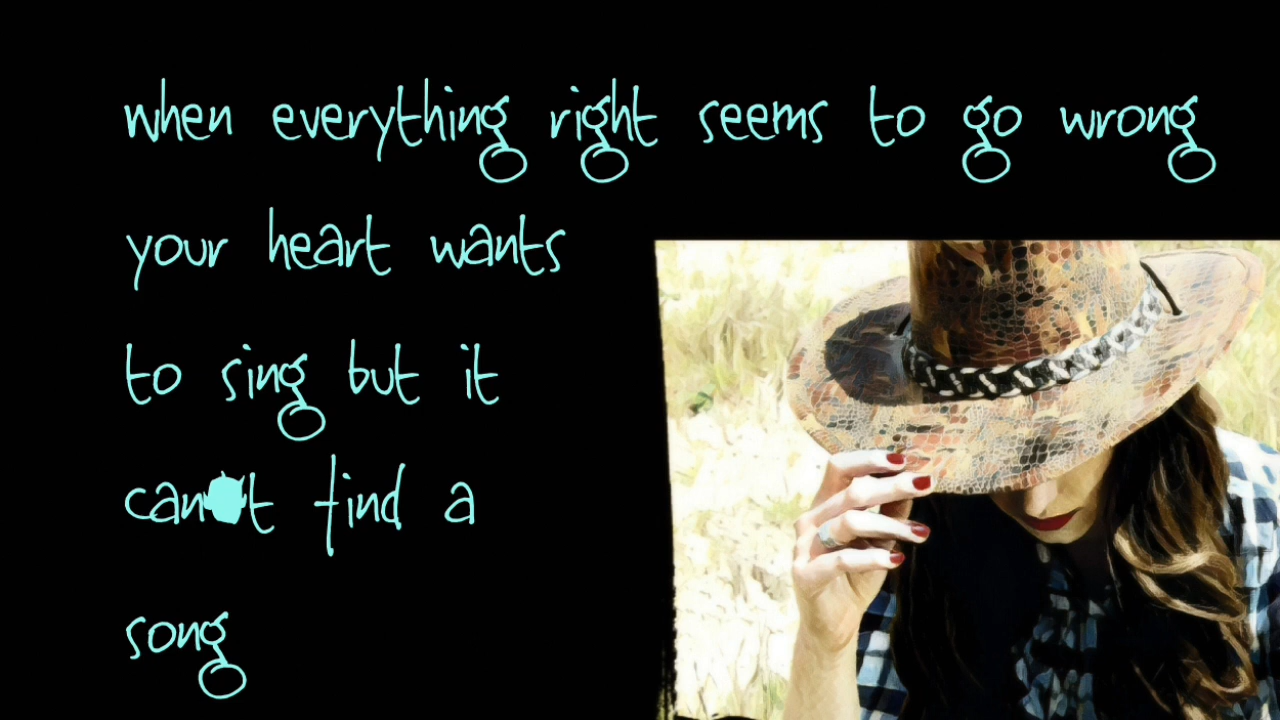 when everything right seems to go wrong
your heart wants
to sing but it
can't find a
song